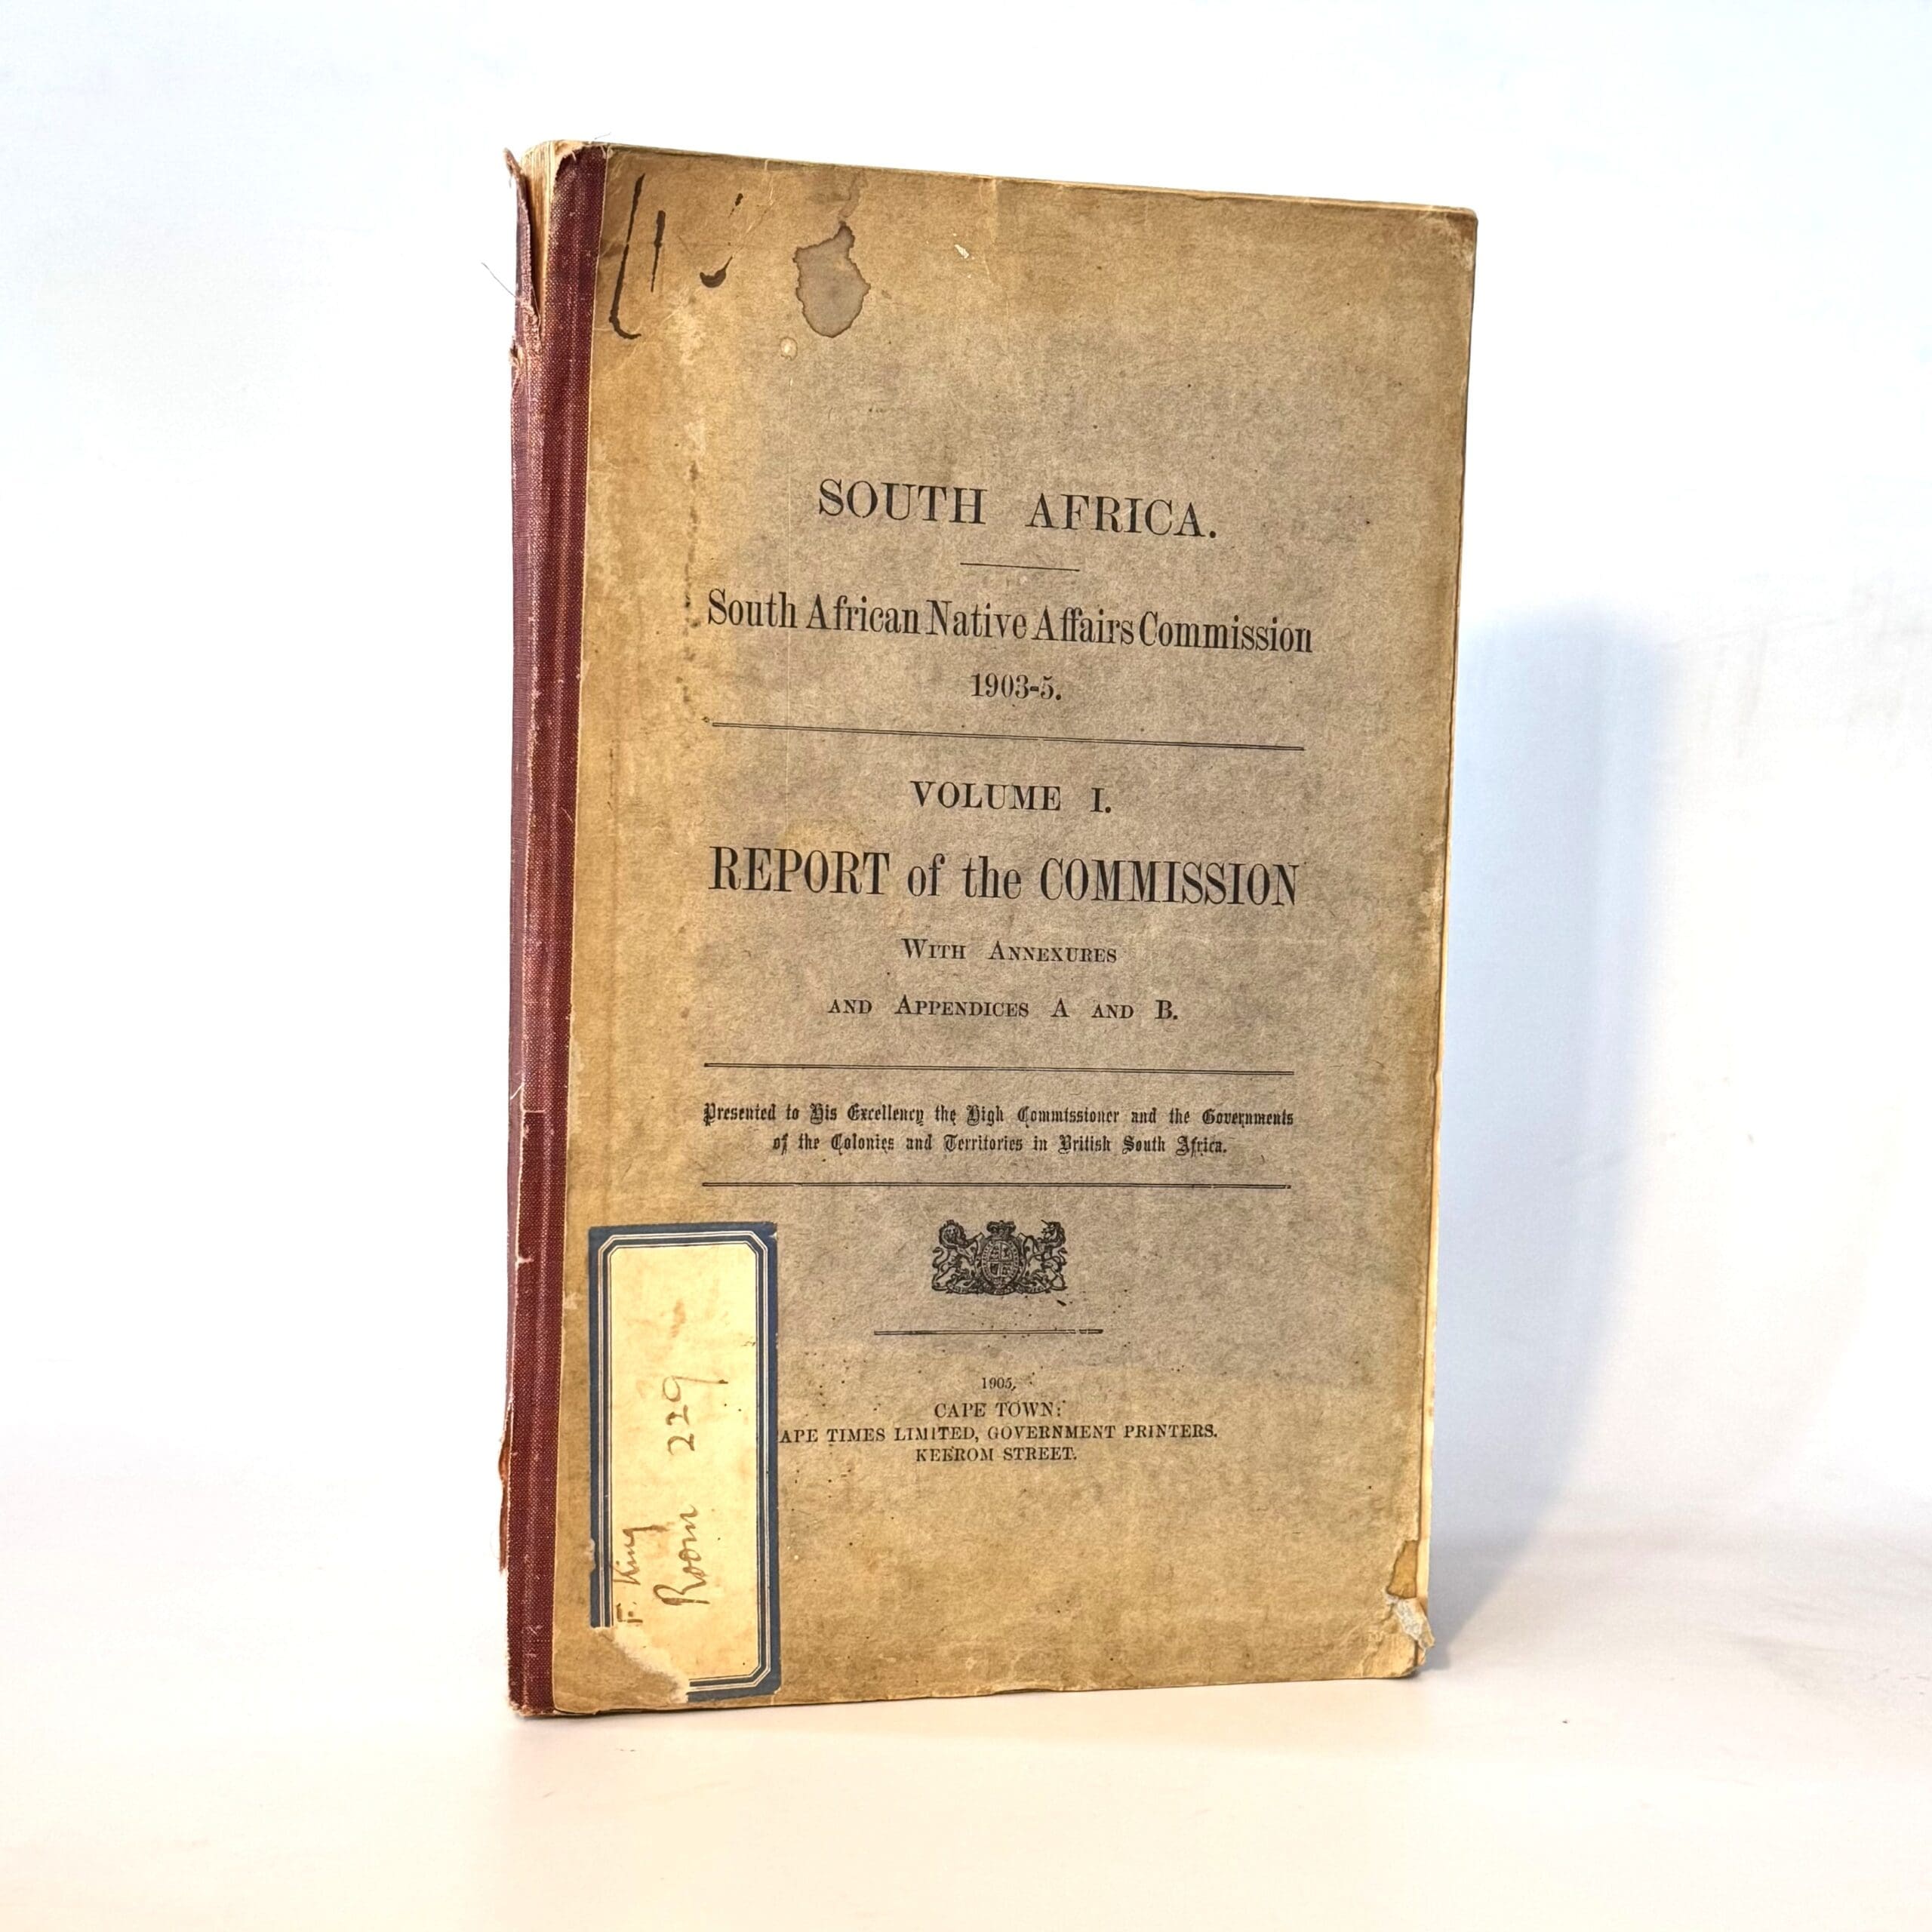 SOUTH AFRICA.
South African Native Affairs Commission
1903-5.
VOLUME I.
REPORT of the COMMISSION
WITH ANNEXURES
AND APPENDICES A AND B.
Presented to His Excellency the High Commissioner and the Governments
of the Colonies and Territories in British South Africa.
1905.
CAPE TOWN:
APE TIMES LIMITED, GOVERNMENT PRINTERS.
KEEROM STREET.
F. King
Room 229